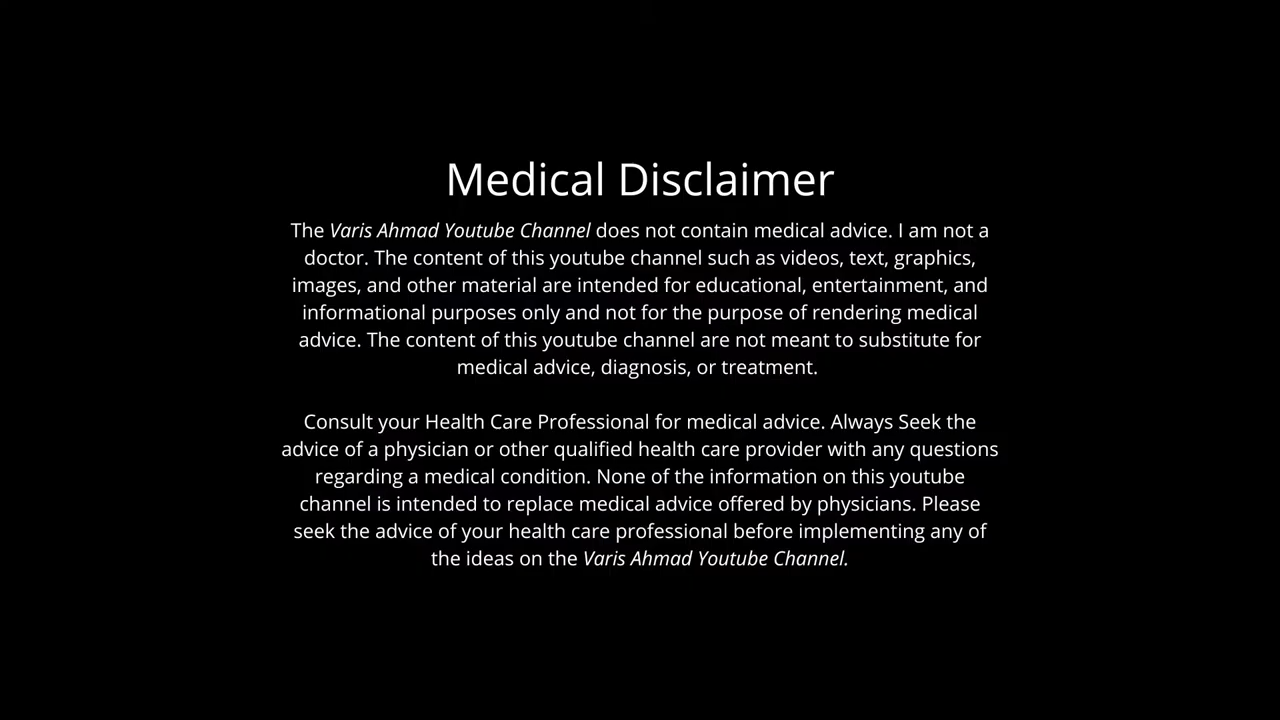 Medical Disclaimer
The Varis Ahmad Youtube Channel does not contain medical advice. I am not a
doctor. The content of this youtube channel such as videos, text, graphics,
images, and other material are intended for educational, entertainment, and
informational purposes only and not for the purpose of rendering medical
advice. The content of this youtube channel are not meant to substitute for
medical advice, diagnosis, or treatment.
Consult your Health Care Professional for medical advice. Always Seek the
advice of a physician or other qualified health care provider with any questions
regarding a medical condition. None of the information on this youtube
channel is intended to replace medical advice offered by physicians. Please
seek the advice of your health care professional before implementing any of
the ideas on the Varis Ahmad Youtube Channel.